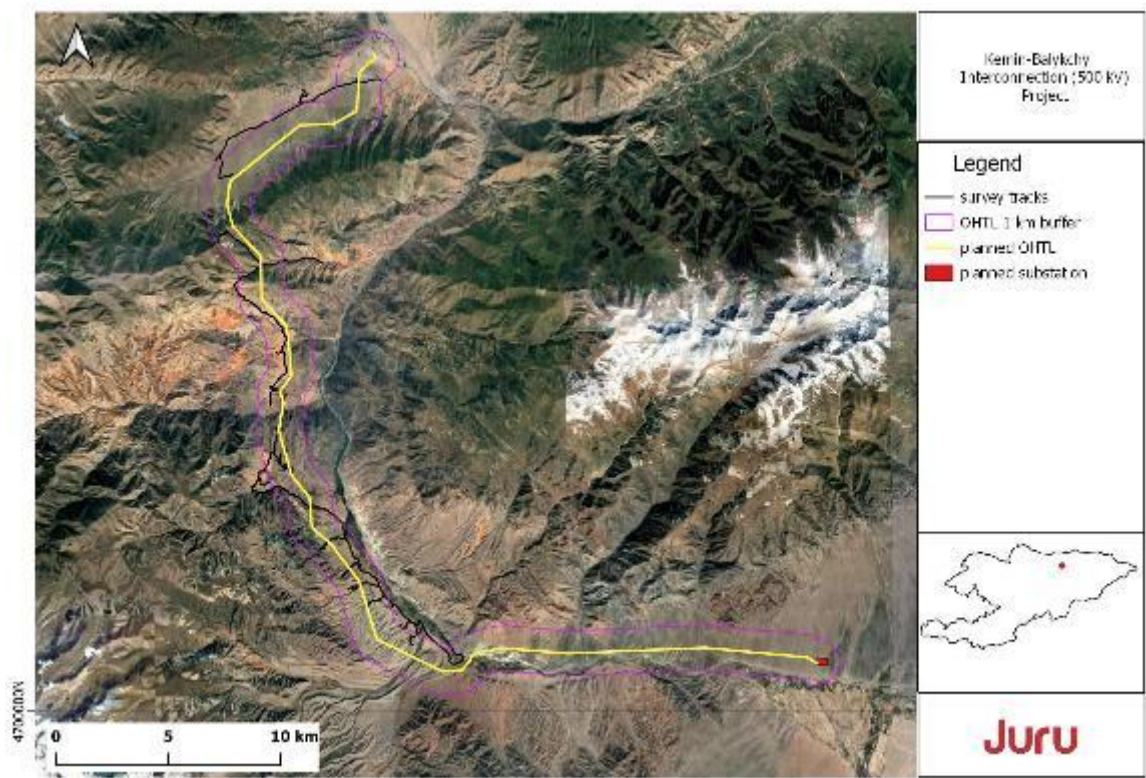 Kemin-Balykchy
Interconnection (500 kV)
Project
Legend
survey tracks
OHTL 1 km buffer
planned OHTL
planned substation
4700000N
0 5 10 km
Juru